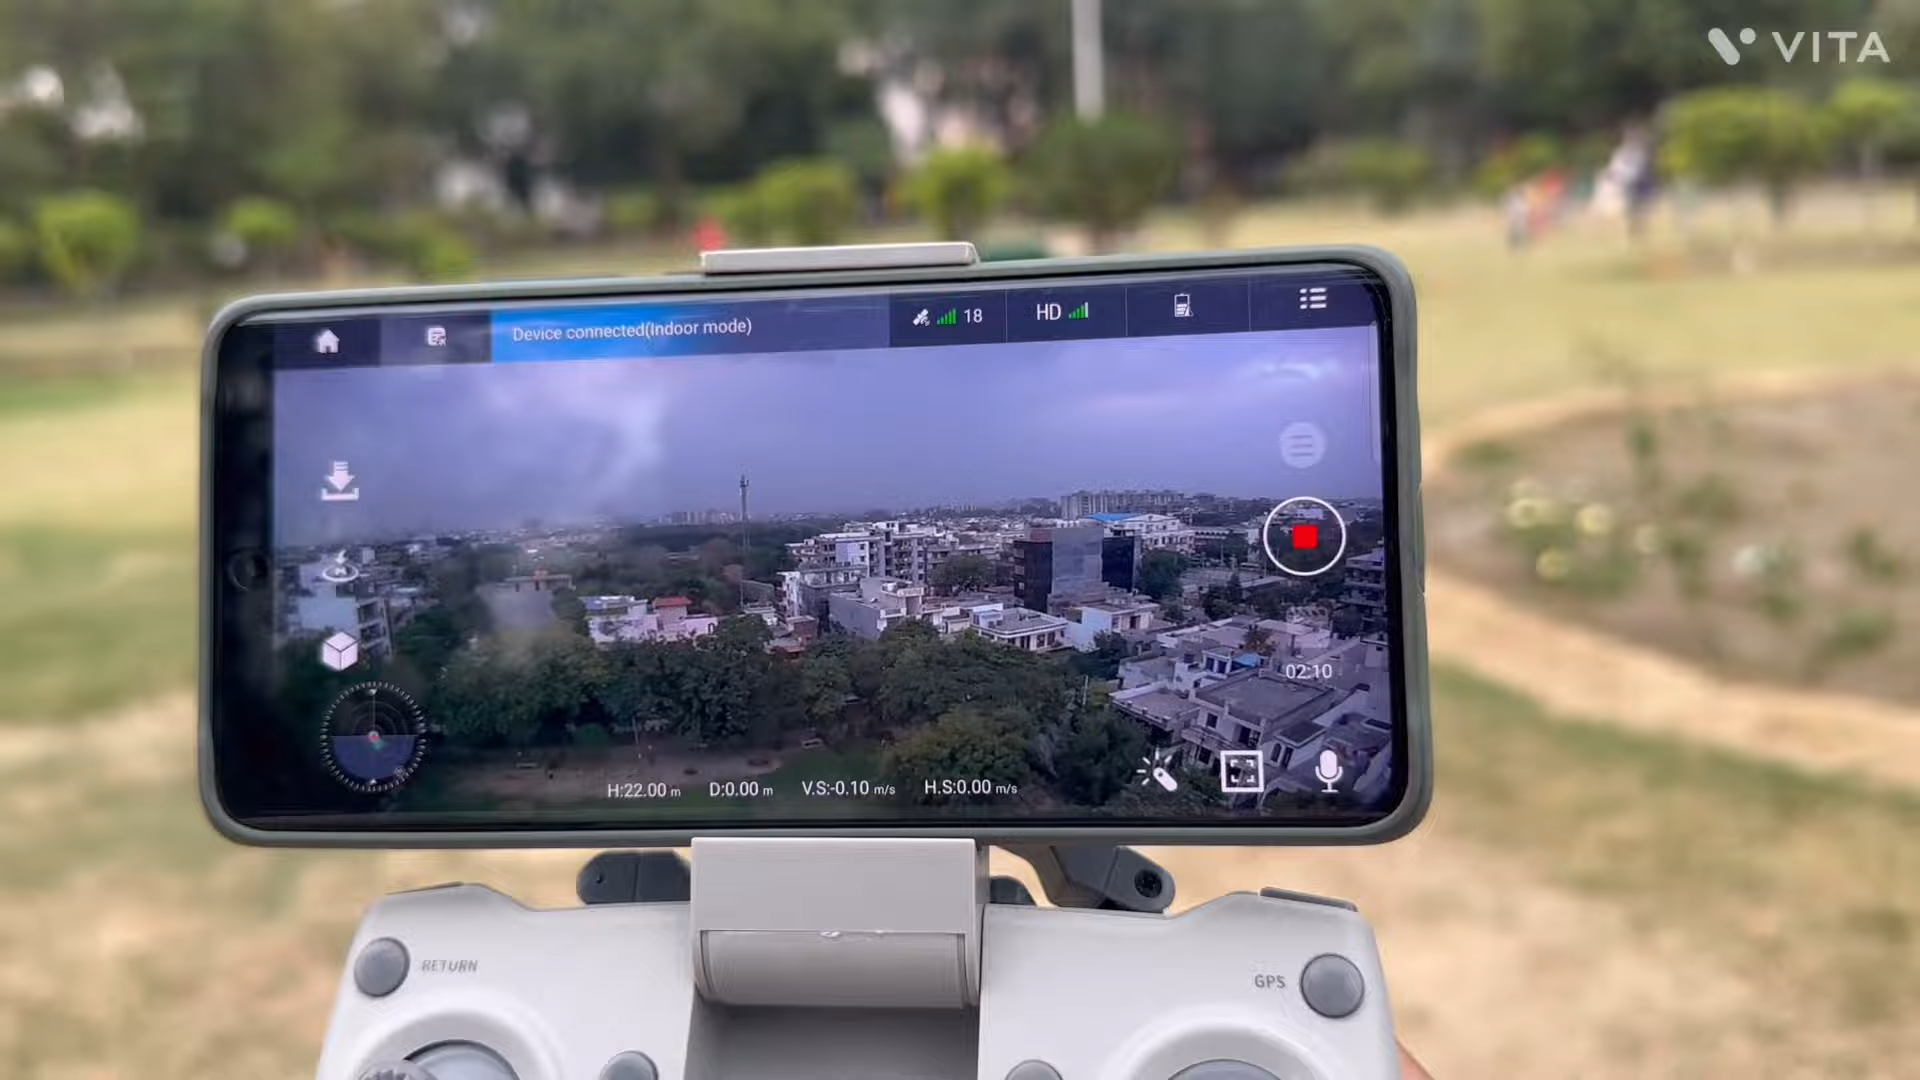 VITA
Device connected(Indoor mode)
18
HD
02:10
H:22.00 m D:0.00 m V.S:-0.10 m/s H.S:0.00 m/s
RETURN
GPS